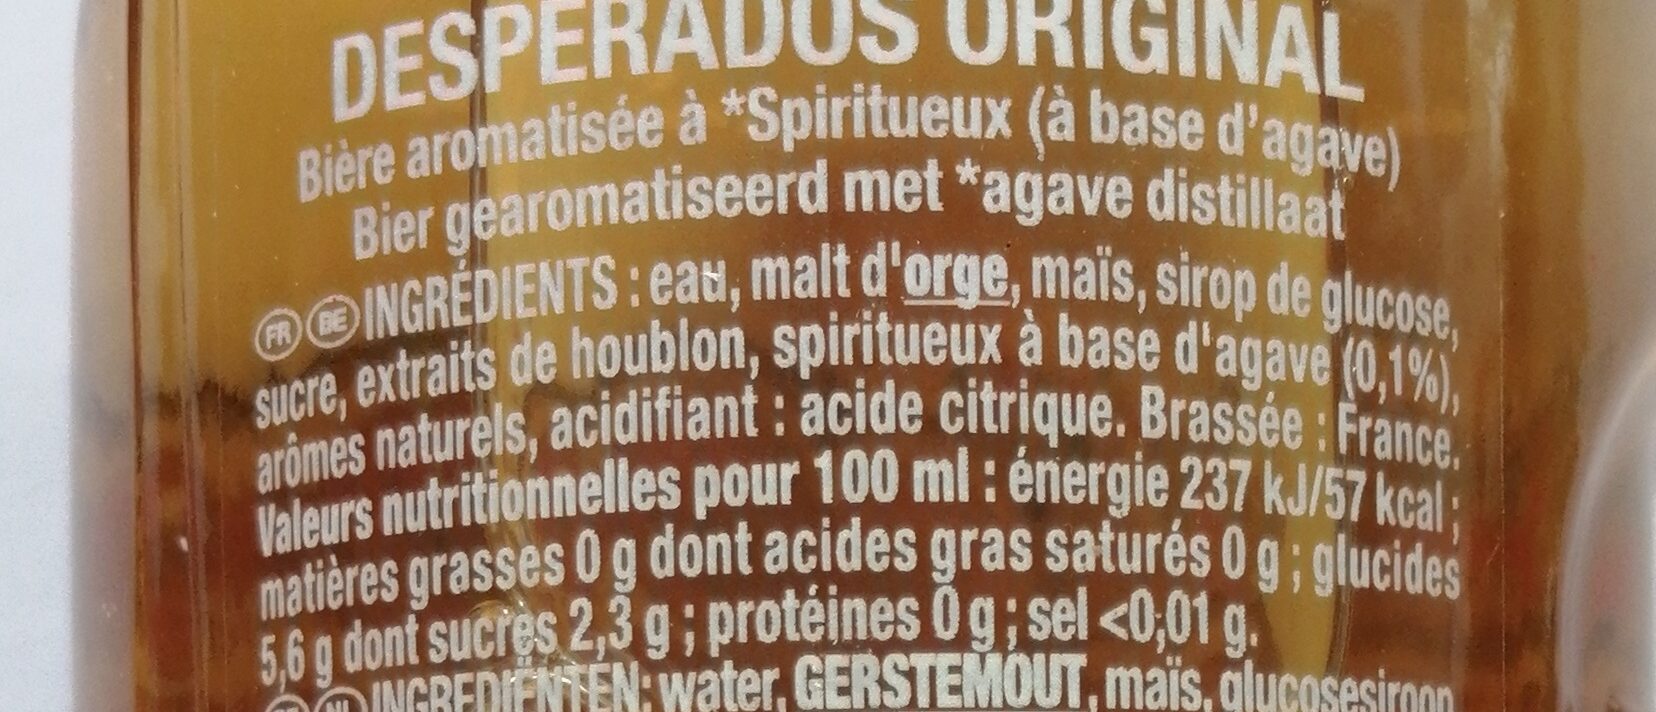 DESPERADOS ORIGINAL
Bière aromatisée à *Spiritueux (à base d'agave)
Bier gearomatiseerd met *agave distillaat
FR BE INGRÉDIENTS : eau, malt d'orge, maïs, sirop de glucose,
sucre, extraits de houblon, spiritueux à base d'agave (0,1%),
arômes naturels, acidifiant : acide citrique. Brassée : France.
Valeurs nutritionnelles pour 100 ml : énergie 237 kJ/57 kcal ;
matières grasses 0 g dont acides gras saturés 0 g ; glucides
5,6 g dont sucres 2,3 g ; protéines 0 g ; sel <0,01 g.
NL INGREDIËNTEN: water, GERSTEMOUT, maïs, glucosesiroop